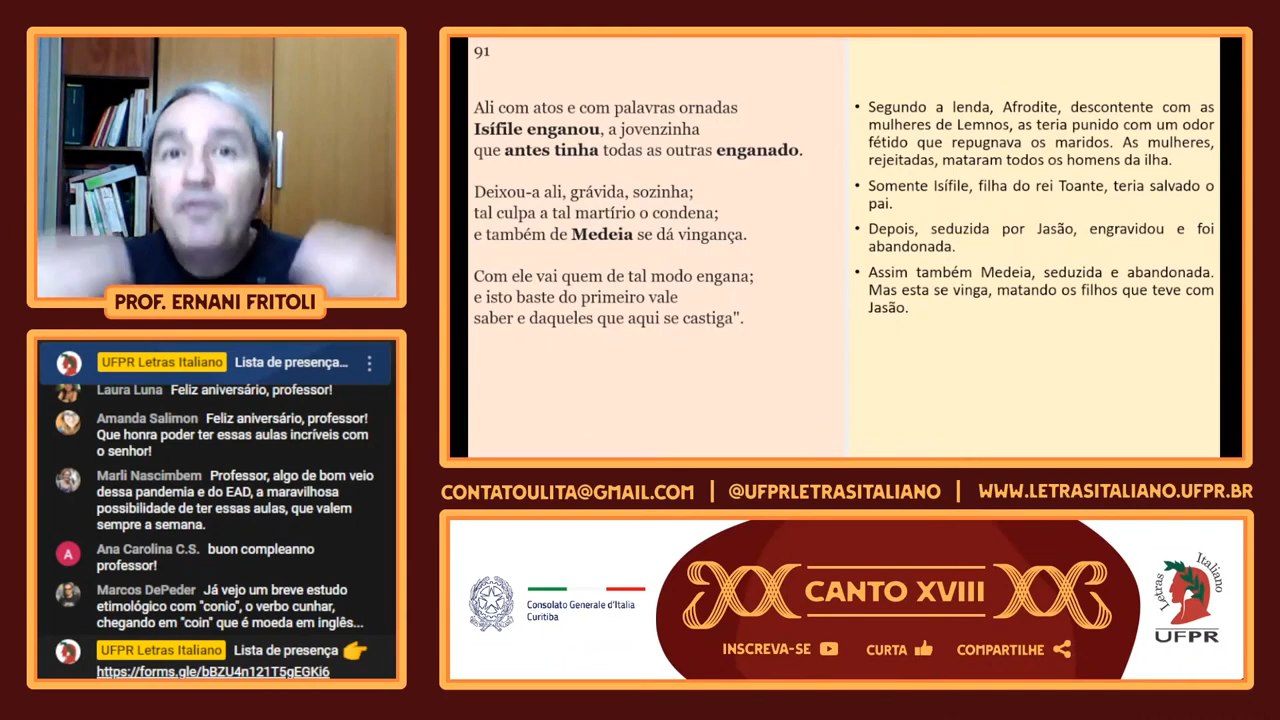 PROF. ERNANI FRITOLI
UFPR Letras Italiano Lista de presença...
Laura Luna Feliz aniversário, professor!
Amanda Salimon Feliz aniversário, professor!
Que honra poder ter essas aulas incríveis com
o senhor!
Marli Nascimbem Professor, algo de bom veio
dessa pandemia e do EAD, a maravilhosa
possibilidade de ter essas aulas, que valem
sempre a semana.
A
Ana Carolina C.S. buon compleanno
professor!
Marcos DePeder Já vejo um breve estudo
etimológico com "conio", o verbo cunhar,
chegando em "coin" que é moeda em inglês...
UFPR Letras Italiano Lista de presença 👉
https://forms.gle/bBZU4n121T5gEGKi6
91
Ali com atos e com palavras ornadas
Isífile enganou, a jovenzinha
que antes tinha todas as outras enganado.
Deixou-a ali, grávida, sozinha;
tal culpa a tal martírio o condena;
e também de Medeia se dá vingança.
Com ele vai quem de tal modo engana;
e isto baste do primeiro vale
saber e daqueles que aqui se castiga".
• Segundo a lenda, Afrodite, descontente com as
mulheres de Lemnos, as teria punido com um odor
fétido que repugnava os maridos. As mulheres,
rejeitadas, mataram todos os homens da ilha.
• Somente Isífile, filha do rei Toante, teria salvado o
pai.
• Depois, seduzida por Jasão, engravidou e foi
abandonada.
• Assim também Medeia, seduzida e abandonada.
Mas esta se vinga, matando os filhos que teve com
Jasão.
CONTATOULITA@GMAIL.COM | @UFPRLETRASITALIANO | WWW.LETRASITALIANO.UFPR.BR
Consolato Generale d'Italia
Curitiba
CANTO XVIII
INSCREVA-SE CURTA COMPARTILHE
Letras Italiano
UFPR